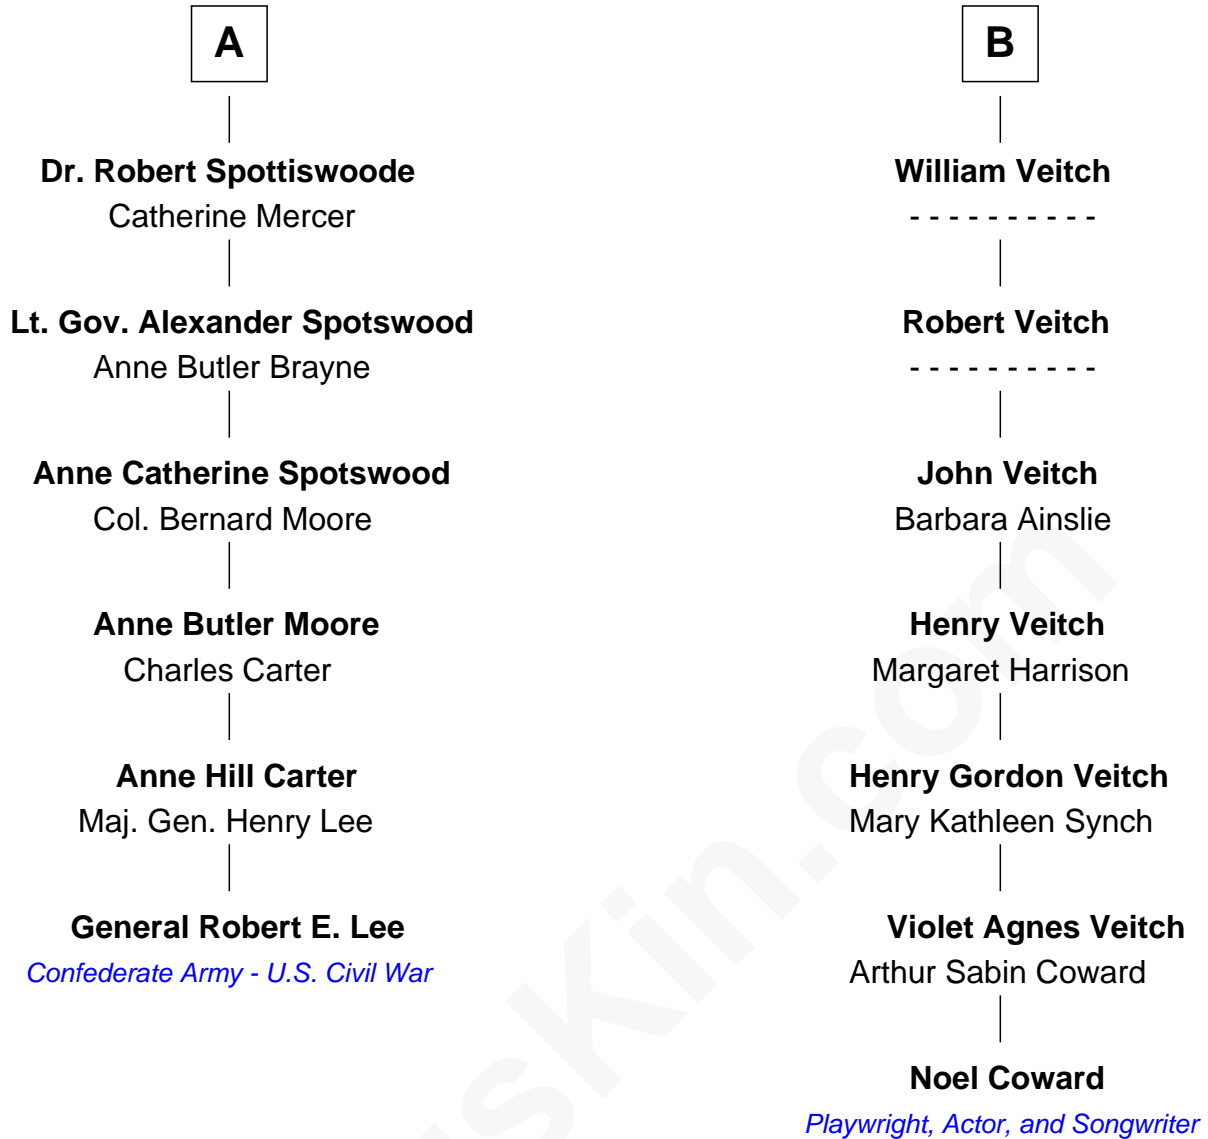 A
Dr. Robert Spottiswoode
Catherine Mercer
Lt. Gov. Alexander Spotswood
Anne Butler Brayne
Anne Catherine Spotswood
Col. Bernard Moore
Anne Butler Moore
Charles Carter
Anne Hill Carter
Maj. Gen. Henry Lee
General Robert E. Lee
Confederate Army - U.S. Civil War
B
William Veitch
- - - - - - - - - -
Robert Veitch
- - - - - - - - - -
John Veitch
Barbara Ainslie
Henry Veitch
Margaret Harrison
Henry Gordon Veitch
Mary Kathleen Synch
Violet Agnes Veitch
Arthur Sabin Coward
Noel Coward
Playwright, Actor, and Songwriter
sKin.com